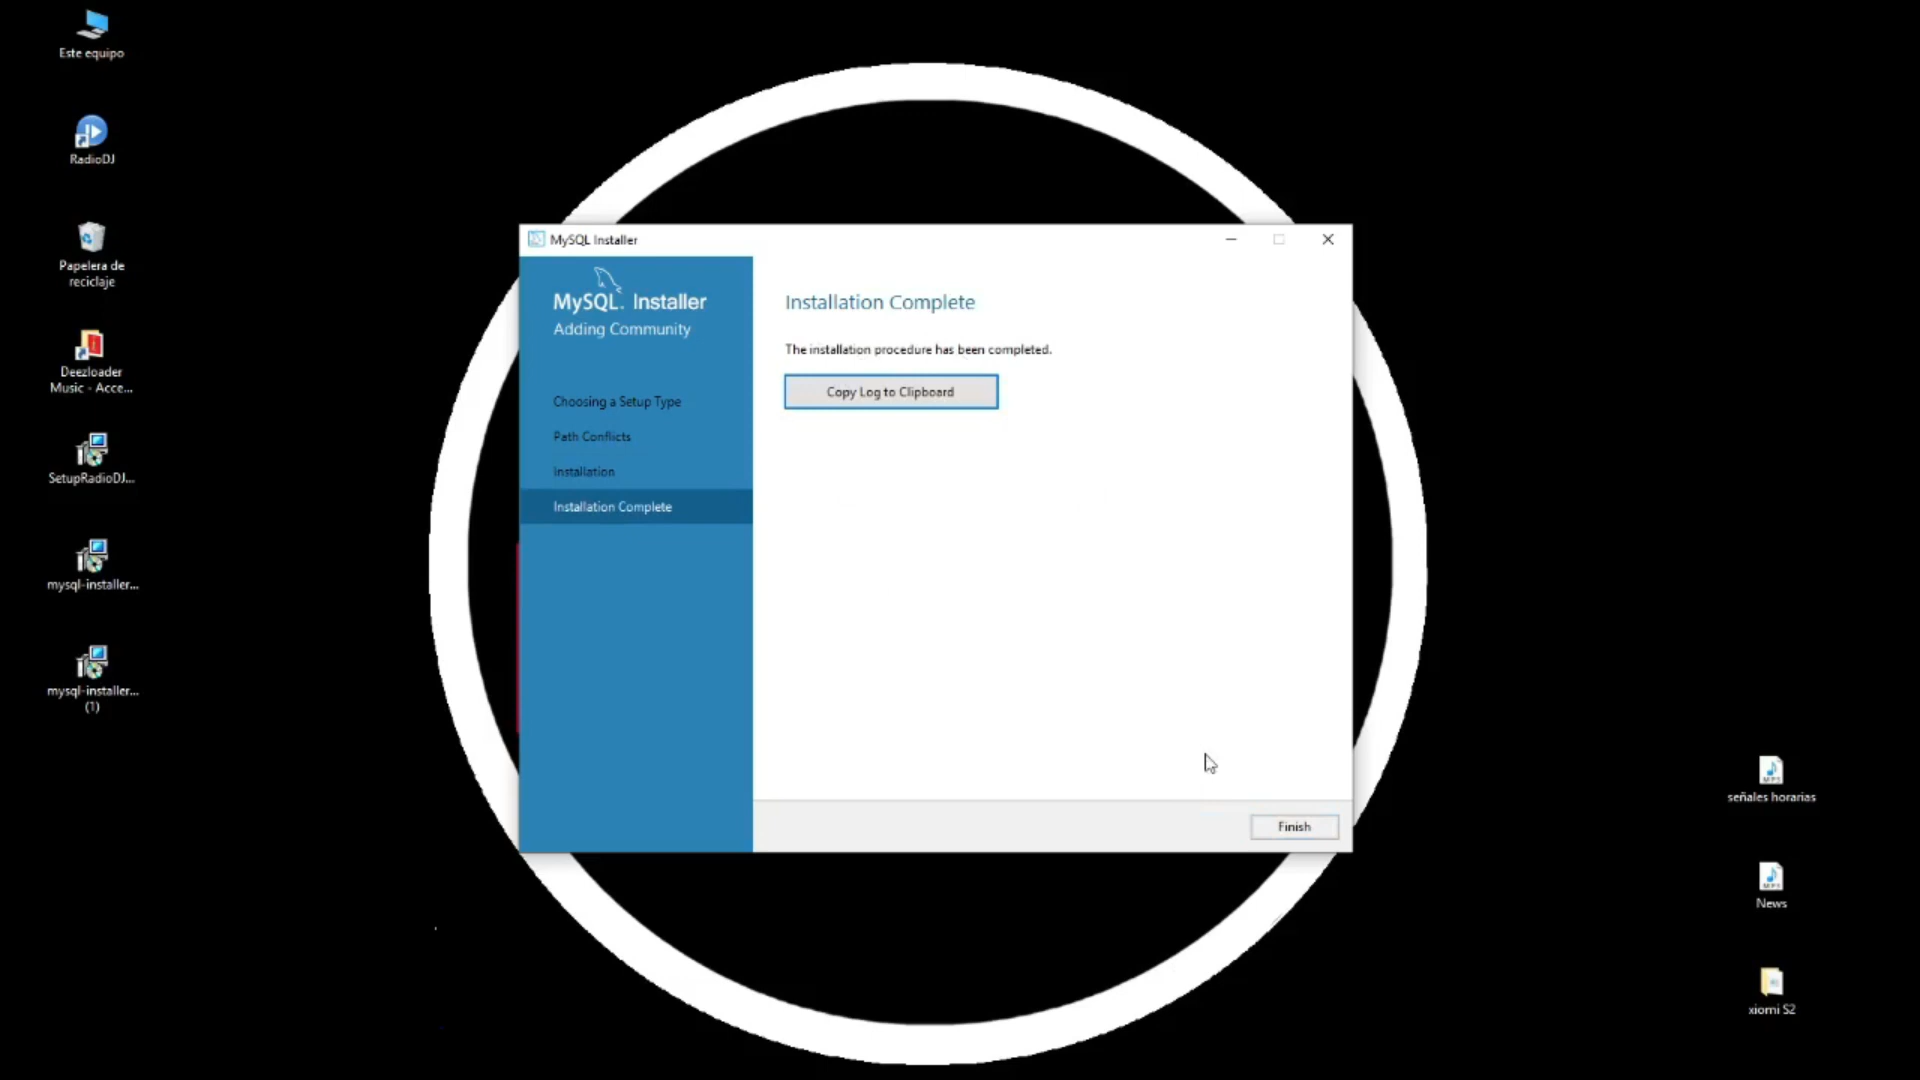 Este equipo
RadioDJ
Papelera de
reciclaje
Deezloader
Music - Acce...
SetupRadioDJ...
mysql-installer...
mysql-installer...
(1)
MySQL Installer
MySQL. Installer
Adding Community
Choosing a Setup Type
Path Conflicts
Installation
Installation Complete
Installation Complete
The installation procedure has been completed.
Copy Log to Clipboard
Finish
señales horarias
News
xiomi S2